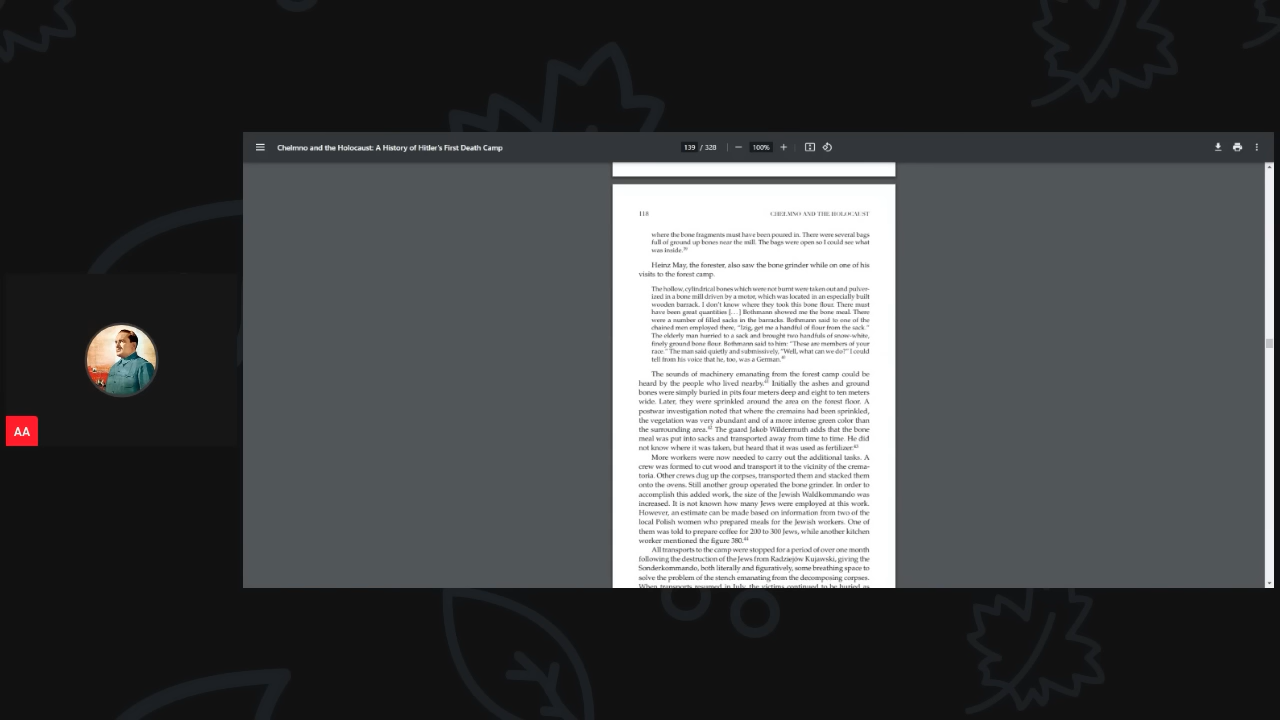 Chelmno and the Holocaust: A History of Hitler's First Death Camp
139 / 328
100%
118
CHELMNO AND THE HOLOCAUST
where the bone fragments must have been poured in. There were several bags
full of ground up bones near the mill. The bags were open so I could see what
was inside.
Heinz May, the forester, also saw the bone grinder while on one of his
visits to the forest camp.
The hollow, cylindrical bones which were not burnt were taken out and pulver-
ized in a bone mill driven by a motor, which was located in an especially built
wooden barrack. I don't know where they took this bone flour. There must
have been great quantities [...] Bothmann showed me the bone meal. There
were a number of filled sacks in the barracks. Bothmann said to one of the
chained men employed there, "Izig, get me a handful of flour from the sack."
The elderly man hurried to a sack and brought two handfuls of snow-white,
finely ground bone flour. Bothmann said to him: "These are members of your
race." The man said quietly and submissively, "Well, what can we do?" I could
tell from his voice that he, too, was a German.
The sounds of machinery emanating from the forest camp could be
heard by the people who lived nearby. Initially the ashes and ground
bones were simply buried in pits four meters deep and eight to ten meters
wide. Later, they were sprinkled around the area on the forest floor. A
postwar investigation noted that where the cremains had been sprinkled,
the vegetation was very abundant and of a more intense green color than
the surrounding area. The guard Jakob Wildermuth adds that the bone
meal was put into sacks and transported away from time to time. He did
not know where it was taken, but heard that it was used as fertilizer.
More workers were now needed to carry out the additional tasks. A
crew was formed to cut wood and transport it to the vicinity of the crema-
toria. Other crews dug up the corpses, transported them and stacked them
onto the ovens. Still another group operated the bone grinder. In order to
accomplish this added work, the size of the Jewish Waldkommando was
increased. It is not known how many Jews were employed at this work.
However, an estimate can be made based on information from two of the
local Polish women who prepared meals for the Jewish workers. One of
them was told to prepare coffee for 200 to 300 Jews, while another kitchen
worker mentioned the figure 380.
All transports to the camp were stopped for a period of over one month
following the destruction of the Jews from Radziejów Kujawski, giving the
Sonderkommando, both literally and figuratively, some breathing space to
solve the problem of the stench emanating from the decomposing corpses.
When transports resumed in July, the victims continued to be buried as
AA